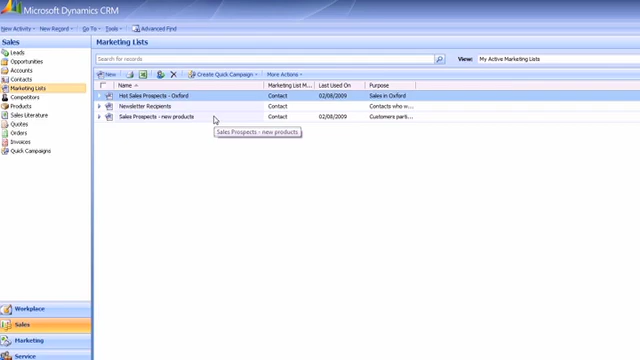 Microsoft Dynamics CRM
New Activity New Record Go To Tools Advanced Find
Sales
Marketing Lists
Leads
Opportunities
Accounts
Contacts
Marketing Lists
Competitors
Products
Sales Literature
Quotes
Orders
Invoices
Quick Campaigns
Search for records
View: My Active Marketing Lists
New Create Quick Campaign More Actions
Name Marketing List M... Last Used On Purpose
Hot Sales Prospects - Oxford Contact 02/08/2009 Sales in Oxford
Newsletter Recipients Contact Contacts who w...
Sales Prospects - new products Contact 02/08/2009 Customers parti...
Sales Prospects - new products
Workplace
Sales
Marketing
Service